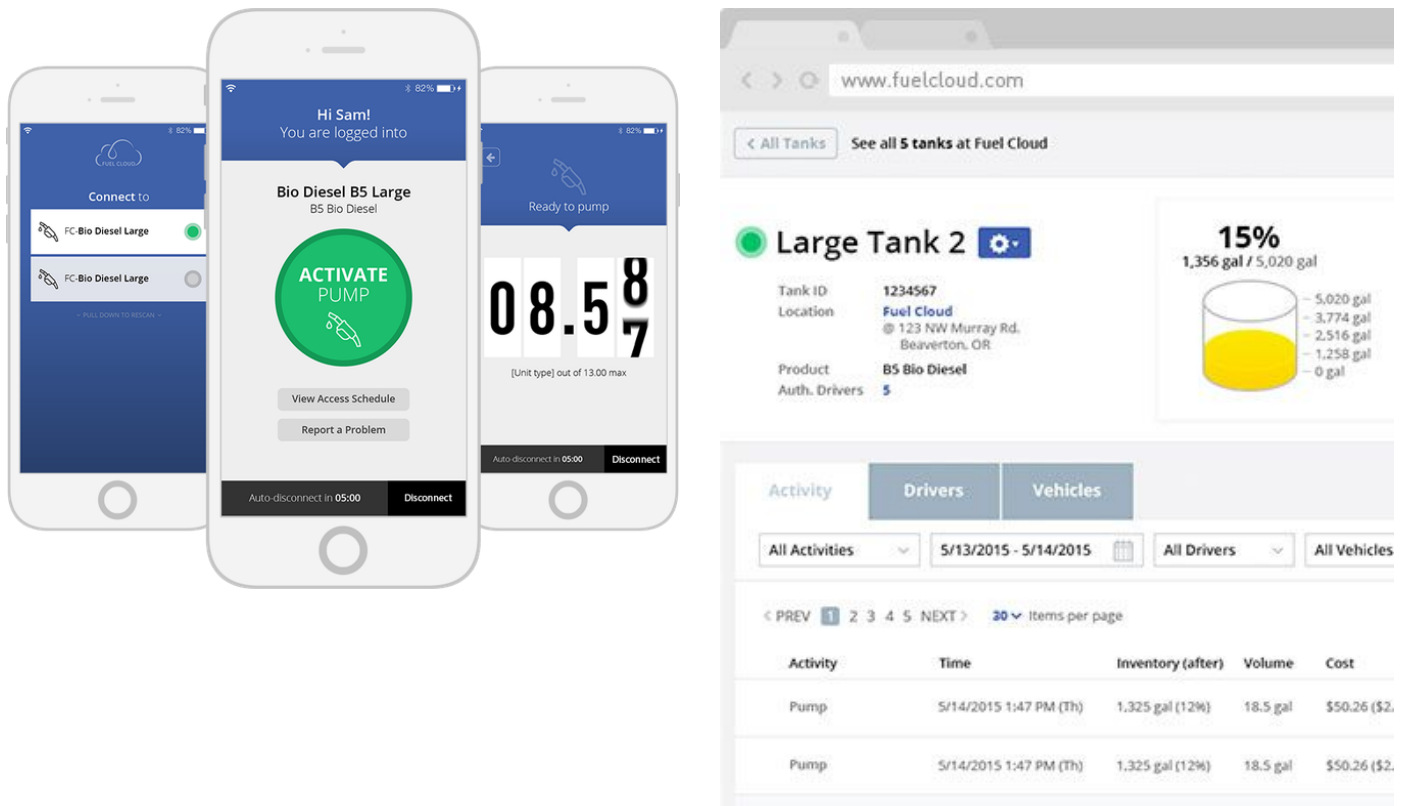 82%
FUEL CLOUD
Connect to
FC-Bio Diesel Large
FC-Bio Diesel Large
~ PULL DOWN TO RESCAN ~
82%
Hi Sam!
You are logged into
Bio Diesel B5 Large
B5 Bio Diesel
ACTIVATE
PUMP
View Access Schedule
Report a Problem
Auto-disconnect in 05:00 Disconnect
82%
Ready to pump
08.5 8
7
[Unit type] out of 13.00 max
Auto-disconnect in 05:00 Disconnect
www.fuelcloud.com
< All Tanks See all 5 tanks at Fuel Cloud
Large Tank 2
Tank ID 1234567
Location Fuel Cloud
@ 123 NW Murray Rd.
Beaverton, OR
Product B5 Bio Diesel
Auth. Drivers 5
15%
1,356 gal / 5,020 gal
5,020 gal
3,774 gal
2,516 gal
1,258 gal
0 gal
Activity Drivers Vehicles
All Activities 5/13/2015 - 5/14/2015 All Drivers All Vehicles
< PREV 1 2 3 4 5 NEXT > 30 Items per page
Activity Time Inventory (after) Volume Cost
Pump 5/14/2015 1:47 PM (Th) 1,325 gal (12%) 18.5 gal $50.26 ($2.
Pump 5/14/2015 1:47 PM (Th) 1,325 gal (12%) 18.5 gal $50.26 ($2.